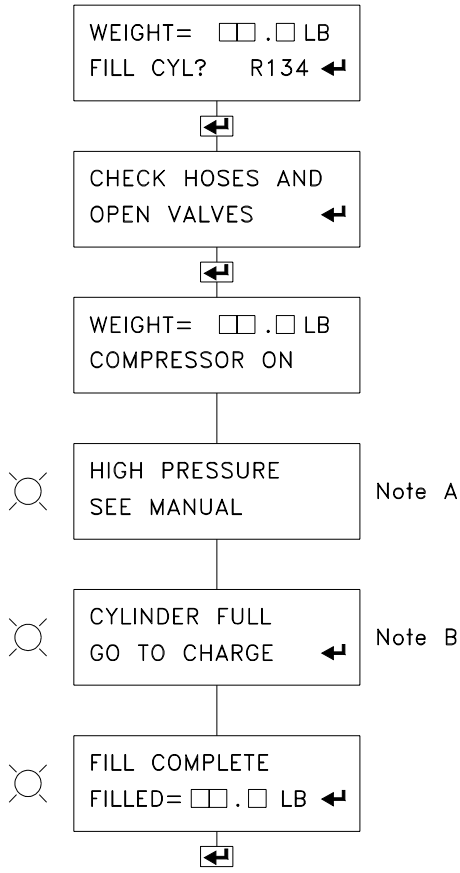 WEIGHT= □□.□ LB
FILL CYL? R134 ↵
↵
CHECK HOSES AND
OPEN VALVES ↵
↵
WEIGHT= □□.□ LB
COMPRESSOR ON
HIGH PRESSURE
SEE MANUAL
Note A
CYLINDER FULL
GO TO CHARGE ↵
Note B
FILL COMPLETE
FILLED= □□.□ LB ↵
↵